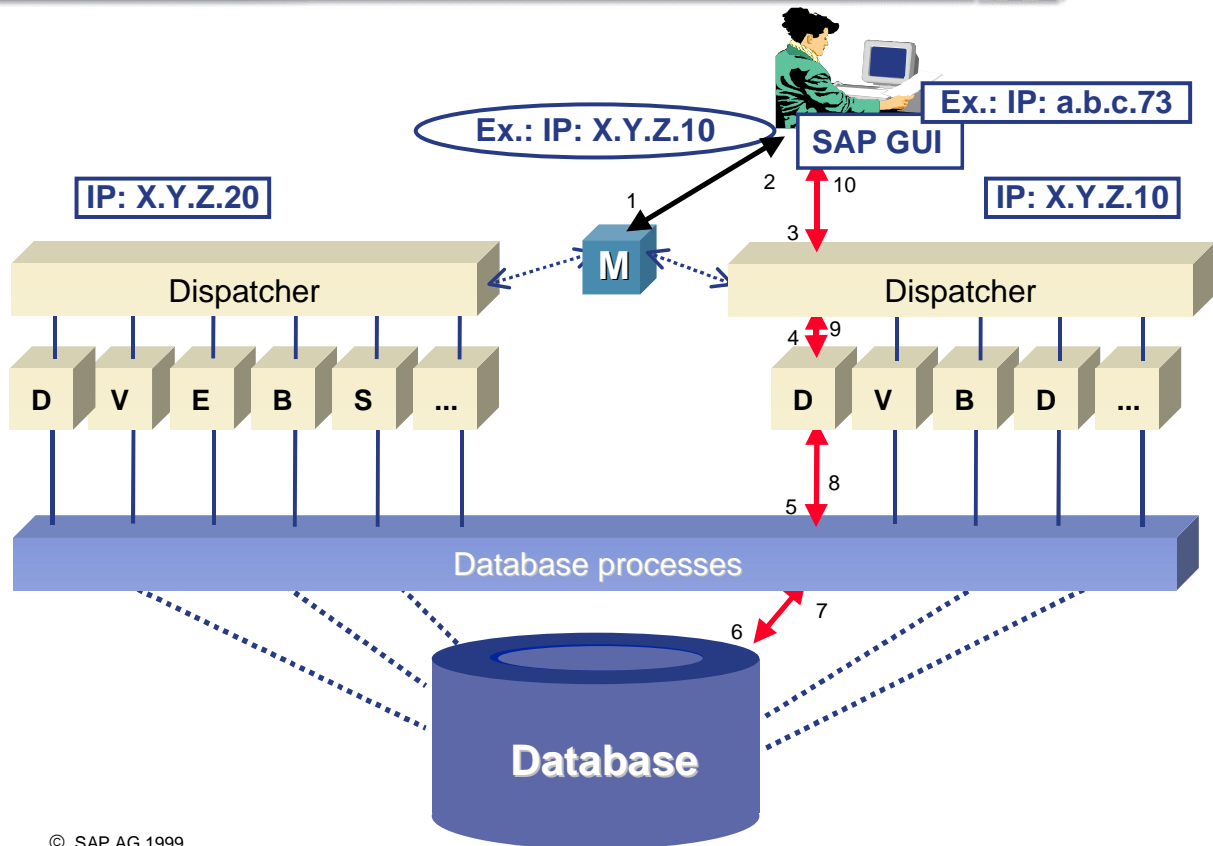 Ex.: IP: a.b.c.73
Ex.: IP: X.Y.Z.10
SAP GUI
2
10
IP: X.Y.Z.20
IP: X.Y.Z.10
1
3
M
Dispatcher
Dispatcher
4
9
D V E B S ...
D V B D ...
8
5
Database processes
7
6
Database
© SAP AG 1999